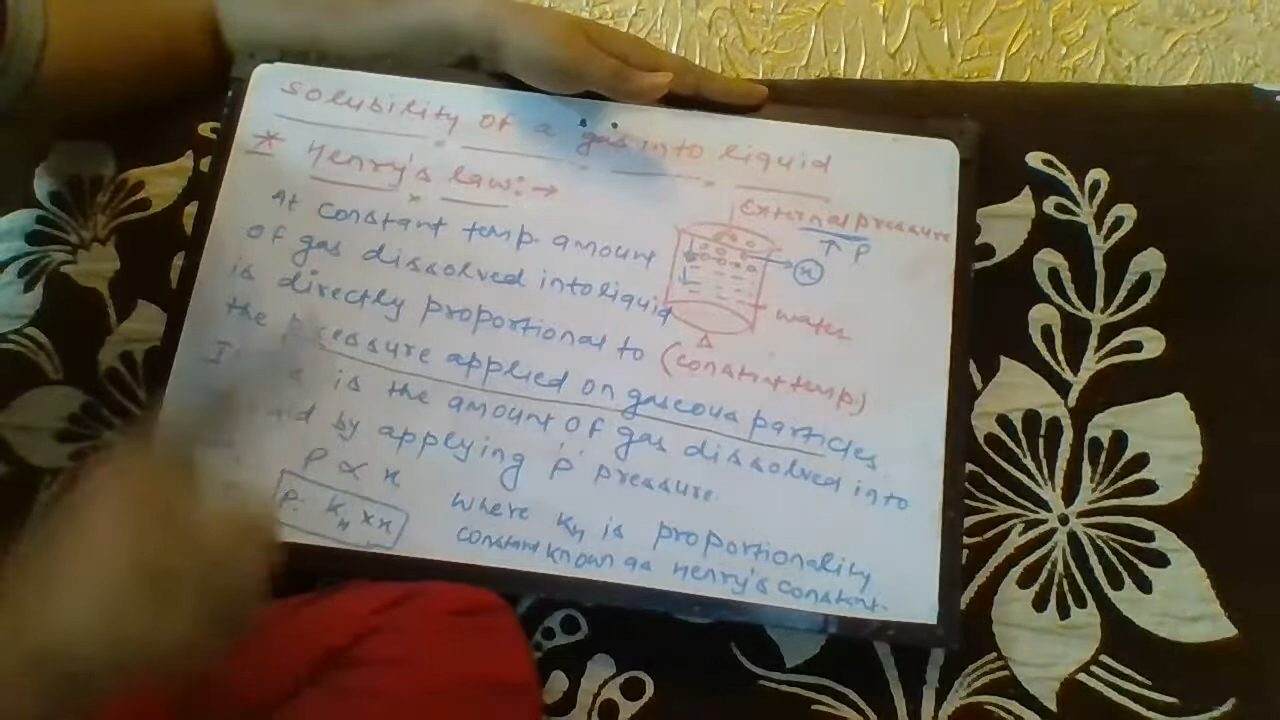 solubility of a gas into liquid
* Henry's law:→
At constant temp. amount
of gas dissolved into liquid
is directly proportional to
the pressure applied on gaseous particles
is the amount of gas dissolved into
by applying 'p' pressure.
P ∝ x
P = K_H × x
where K_H is proportionality
constant known as Henry's constant.
External pressure
↑ P
x
water
Δ
(constant temp)